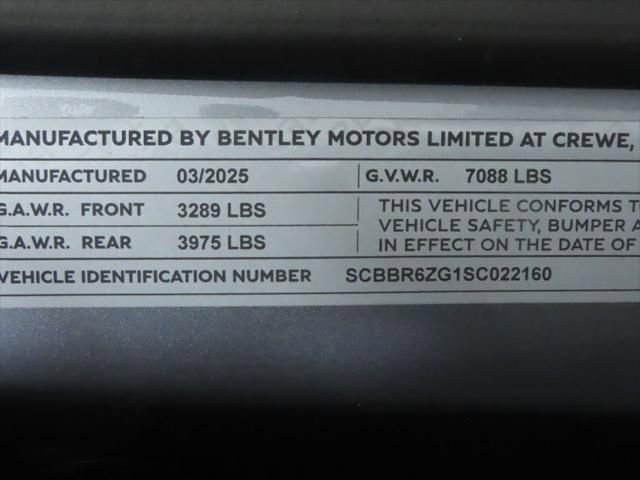 MANUFACTURED BY BENTLEY MOTORS LIMITED AT CREWE,
MANUFACTURED 03/2025 G.V.W.R. 7088 LBS
G.A.W.R. FRONT 3289 LBS
G.A.W.R. REAR 3975 LBS
THIS VEHICLE CONFORMS TO
VEHICLE SAFETY, BUMPER A
IN EFFECT ON THE DATE OF
VEHICLE IDENTIFICATION NUMBER SCBBR6ZG1SC022160